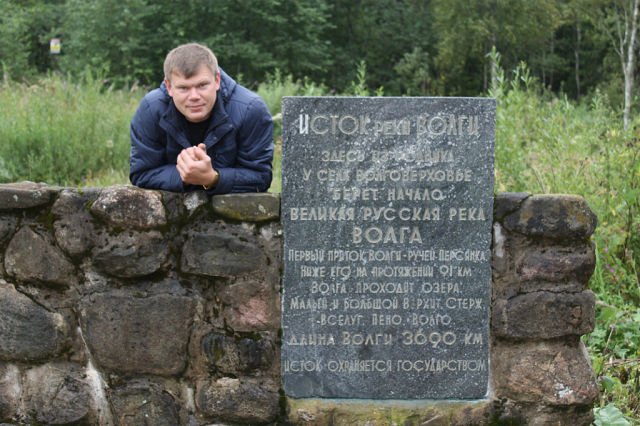 ИСТОК РЕКИ ВОЛГИ
ЗДЕСЬ ИЗ РОДНИКА
У СЕЛА ВОЛГОВЕРХОВЬЕ
БЕРЕТ НАЧАЛО
ВЕЛИКАЯ РУССКАЯ РЕКА
ВОЛГА
ПЕРВЫЙ ПРИТОК ВОЛГИ-РУЧЕЙ ПЕРСЯНКА
НИЖЕ ЕГО НА ПРОТЯЖЕНИИ 91 КМ
ВОЛГА ПРОХОДИТ ОЗЕРА:
МАЛЫЙ И БОЛЬШОЙ ВЕРХИТ, СТЕРЖ,
ВСЕЛУГ, ПЕНО, ВОЛГО.
ДЛИНА ВОЛГИ 3690 КМ
ИСТОК ОХРАНЯЕТСЯ ГОСУДАРСТВОМ